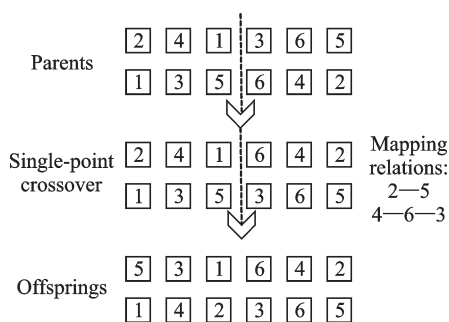 2 4 1 3 6 5
Parents
1 3 5 6 4 2
2 4 1 6 4 2
Single-point
crossover
1 3 5 3 6 5
Mapping
relations:
2—5
4—6—3
5 3 1 6 4 2
Offsprings
1 4 2 3 6 5